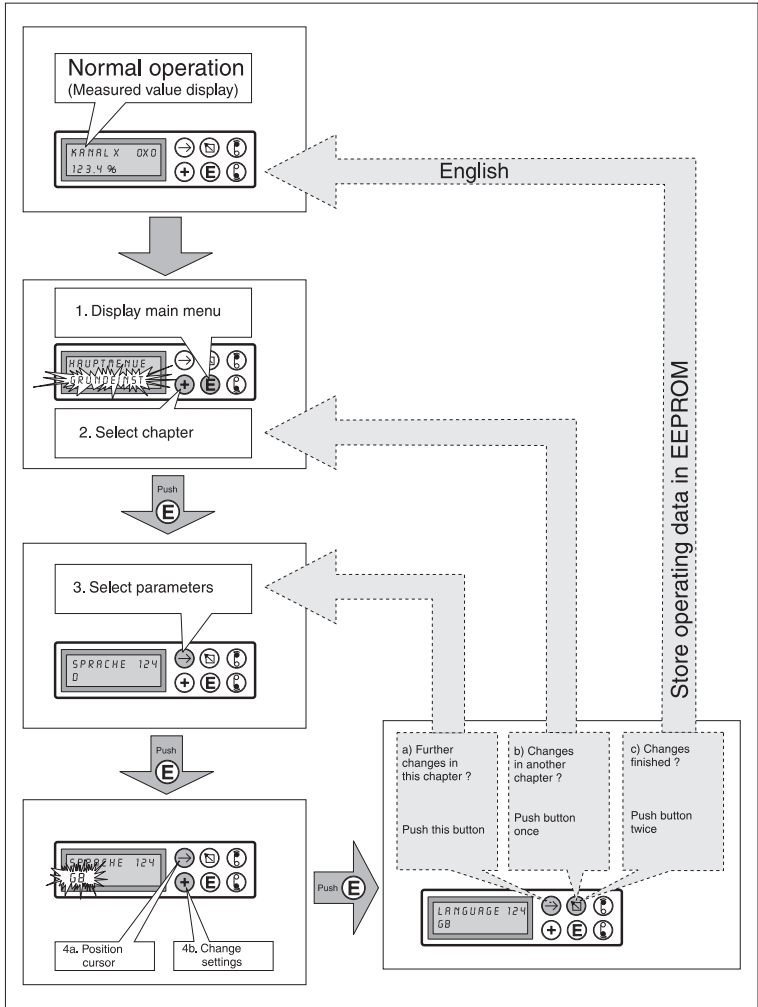 Normal operation
(Measured value display)
KANAL X 0X0
123.4 %
English
1. Display main menu
HAUPTMENUE
GRUNDEINST
E
2. Select chapter
Push
E
3. Select parameters
SPRACHE 124
D
E
Push
E
SPRACHE 124
GB
E
4a. Position
cursor
4b. Change
settings
Push E
Store operating data in EEPROM
a) Further
changes in
this chapter ?
Push this button
b) Changes
in another
chapter ?
Push button
once
c) Changes
finished ?
Push button
twice
LANGUAGE 124
GB
E